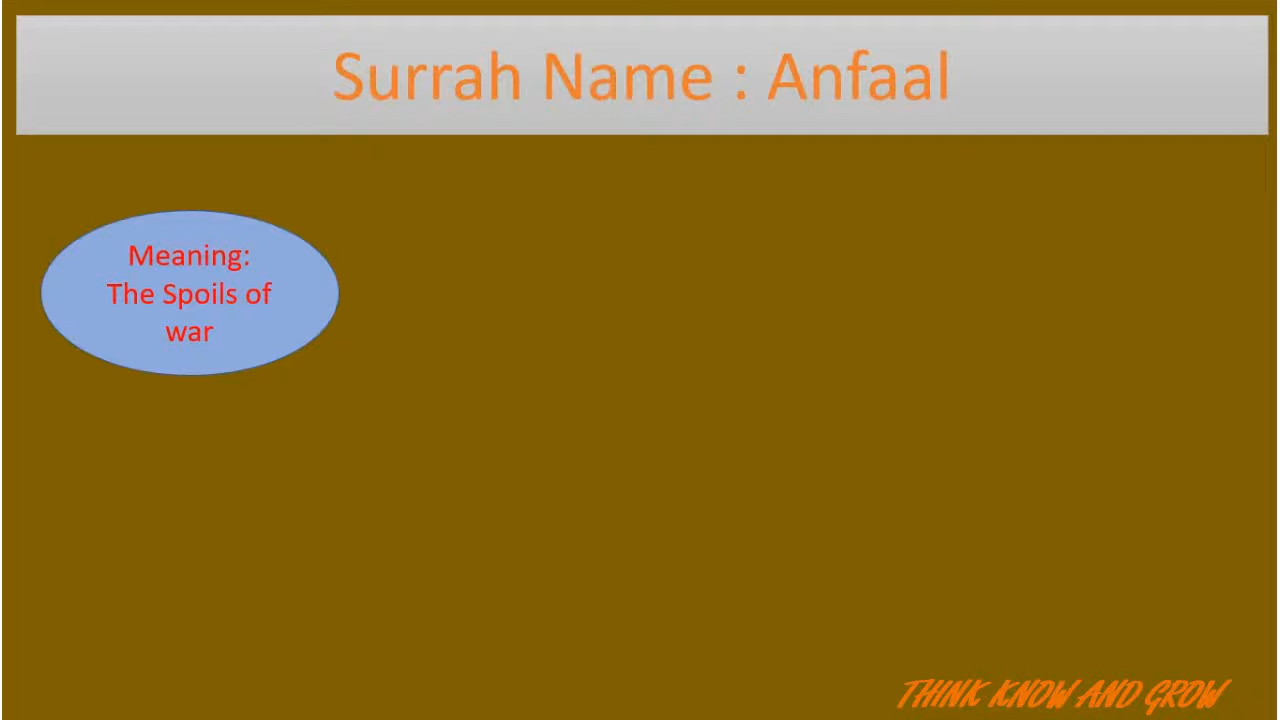 Surrah Name : Anfaal
Meaning:
The Spoils of
war
THINK KNOW AND GROW